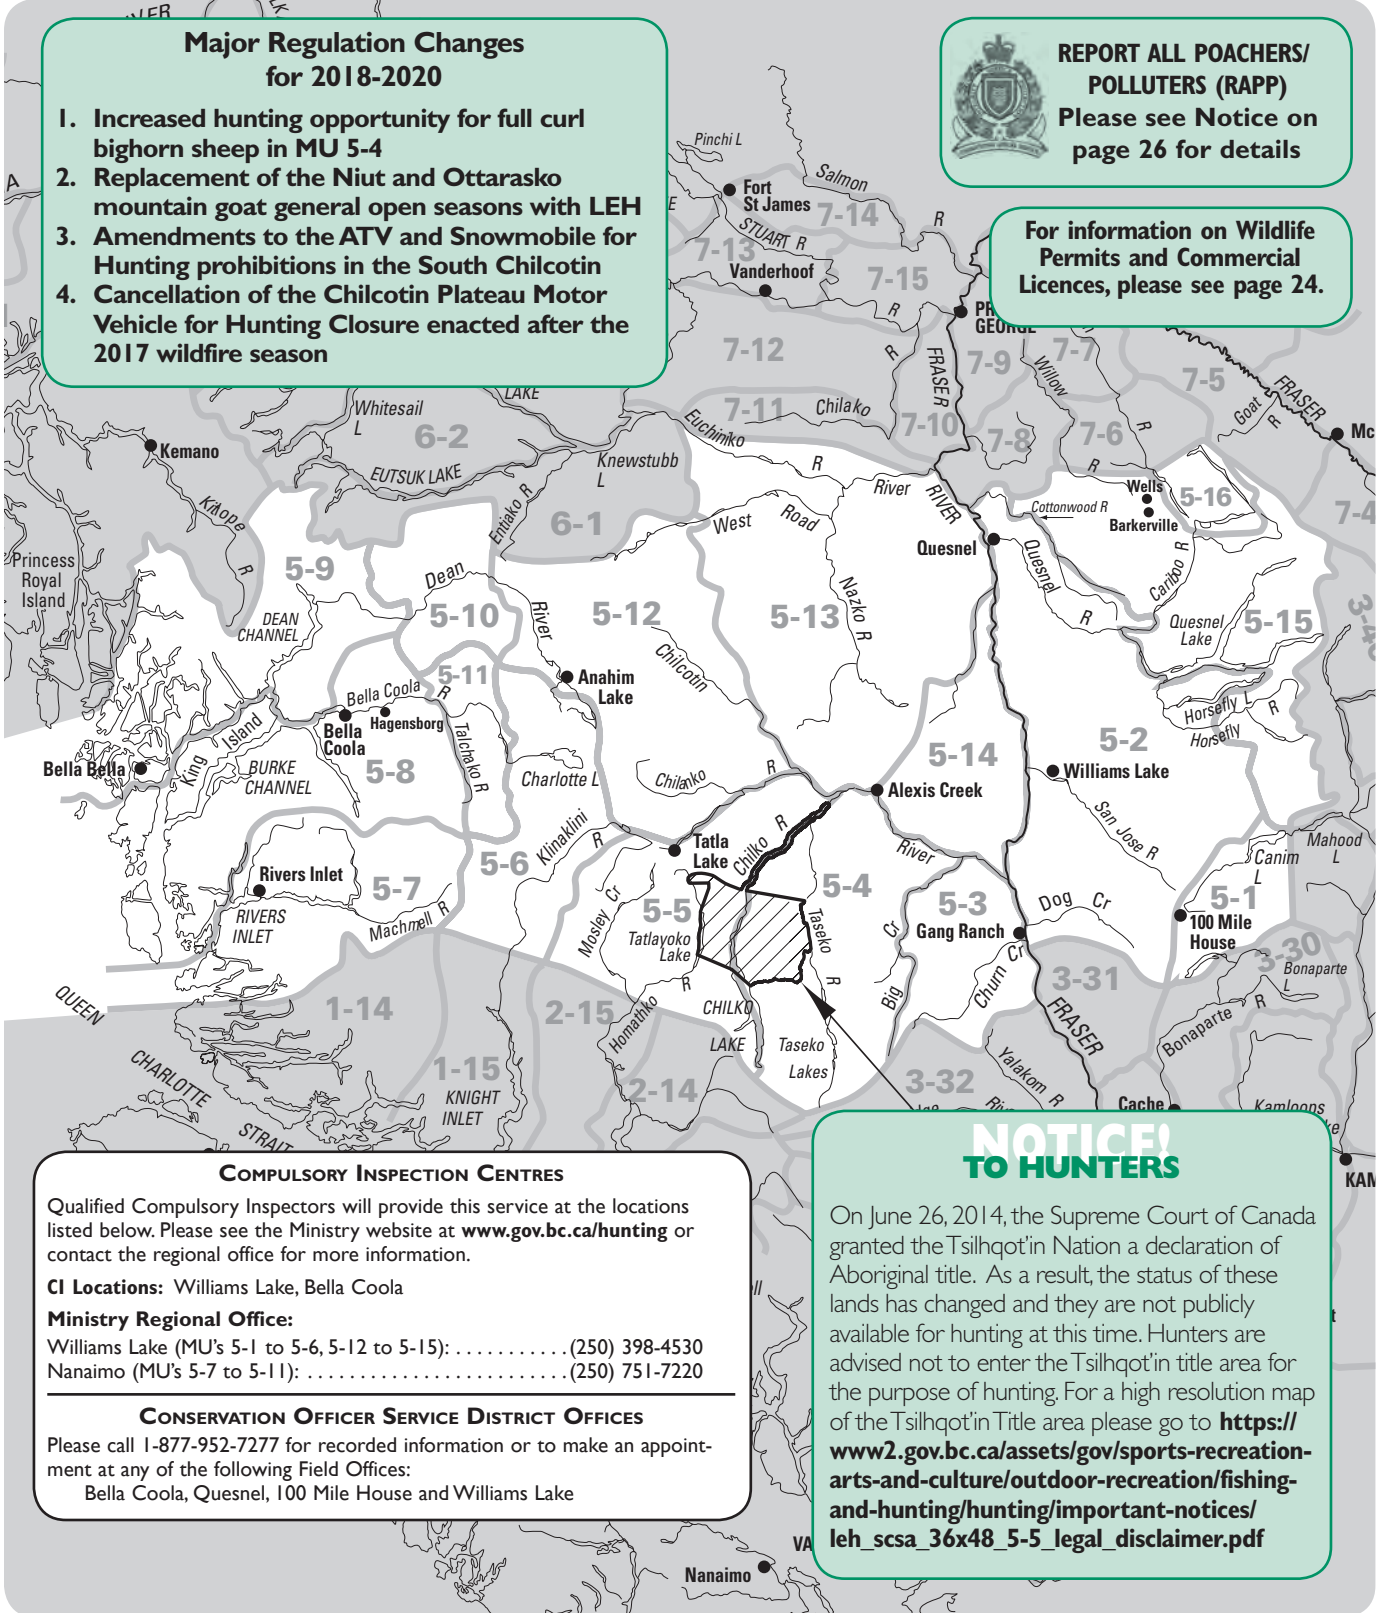 Major Regulation Changes
for 2018-2020
1. Increased hunting opportunity for full curl
bighorn sheep in MU 5-4
2. Replacement of the Niut and Ottarasko
mountain goat general open seasons with LEH
3. Amendments to the ATV and Snowmobile for
Hunting prohibitions in the South Chilcotin
4. Cancellation of the Chilcotin Plateau Motor
Vehicle for Hunting Closure enacted after the
2017 wildfire season
REPORT ALL POACHERS/
POLLUTERS (RAPP)
Please see Notice on
page 26 for details
For information on Wildlife
Permits and Commercial
Licences, please see page 24.
Pinchi L
Salmon
R
Fort
St James
7-14
STUART R
7-13
Vanderhoof
7-15
R
GEORGE
7-12
R
FRASER
7-9
Willow
7-7
7-5
FRASER
Goat
R
LAKE
Whitesail
L
6-2
7-11
Chilako
7-10
7-8
7-6
R
Mc
Kemano
Euchiniko
R
River
EUTSUK LAKE
Knewstubb
L
RIVER
R
Wells
5-16
Cottonwood R
Barkerville
7-4
Kitlope
R
Entiako R
6-1
West
Road
Quesnel
Princess
Royal
Island
5-9
Dean
River
5-10
5-12
5-13
Nazko R
Quesnel
R
Cariboo R
Quesnel
Lake
5-15
DEAN
CHANNEL
5-11
Chilcotin
Anahim
Lake
Bella Coola
R
Bella
Coola
Hagensborg
Talchako R
King
Island
Bella Bella
BURKE
CHANNEL
5-8
Charlotte L
Chilanko
R
5-14
Alexis Creek
5-2
Williams Lake
Horsefly L
Horsefly
R
San Jose R
Klinaklini
R
5-6
Tatla
Lake
Chilko
R
River
Mahood
L
Canim
L
Rivers Inlet
5-7
RIVERS
INLET
Machmell R
Mosley Cr
5-5
Tatlayoko
Lake
5-4
Taseko
R
5-3
Gang Ranch
Big
Cr
Dog
Cr
Churn
Cr
5-1
100 Mile
House
3-30
Bonaparte
L
3-31
FRASER
Bonaparte
R
QUEEN
CHARLOTTE
STRAIT
1-14
1-15
KNIGHT
INLET
2-15
Homathko
R
2-14
CHILKO
LAKE
Taseko
Lakes
3-32
Yalakom R
Cache
Kamloops
KAM
COMPULSORY INSPECTION CENTRES
Qualified Compulsory Inspectors will provide this service at the locations
listed below. Please see the Ministry website at www.gov.bc.ca/hunting or
contact the regional office for more information.
CI Locations: Williams Lake, Bella Coola
Ministry Regional Office:
Williams Lake (MU's 5-1 to 5-6, 5-12 to 5-15): . . . . . . . . . . . (250) 398-4530
Nanaimo (MU's 5-7 to 5-11): . . . . . . . . . . . . . . . . . . . . . . . . . (250) 751-7220
CONSERVATION OFFICER SERVICE DISTRICT OFFICES
Please call 1-877-952-7277 for recorded information or to make an appoint-
ment at any of the following Field Offices:
Bella Coola, Quesnel, 100 Mile House and Williams Lake
NOTICE!
TO HUNTERS
On June 26, 2014, the Supreme Court of Canada
granted the Tsilhqot'in Nation a declaration of
Aboriginal title. As a result, the status of these
lands has changed and they are not publicly
available for hunting at this time. Hunters are
advised not to enter the Tsilhqot'in title area for
the purpose of hunting. For a high resolution map
of the Tsilhqot'in Title area please go to https://
www2.gov.bc.ca/assets/gov/sports-recreation-
arts-and-culture/outdoor-recreation/fishing-
and-hunting/hunting/important-notices/
leh_scsa_36x48_5-5_legal_disclaimer.pdf
VA
Nanaimo